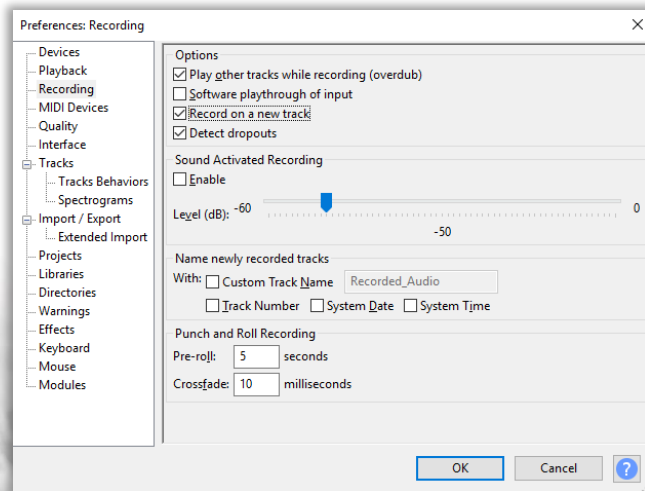 Preferences: Recording
Devices
Playback
Recording
MIDI Devices
Quality
Interface
Tracks
Tracks Behaviors
Spectrograms
Import / Export
Extended Import
Projects
Libraries
Directories
Warnings
Effects
Keyboard
Mouse
Modules
Options
Play other tracks while recording (overdub)
Software playthrough of input
Record on a new track
Detect dropouts
Sound Activated Recording
Enable
Level (dB): -60 0
-50
Name newly recorded tracks
With: Custom Track Name Recorded_Audio
Track Number System Date System Time
Punch and Roll Recording
Pre-roll: 5 seconds
Crossfade: 10 milliseconds
OK Cancel ?